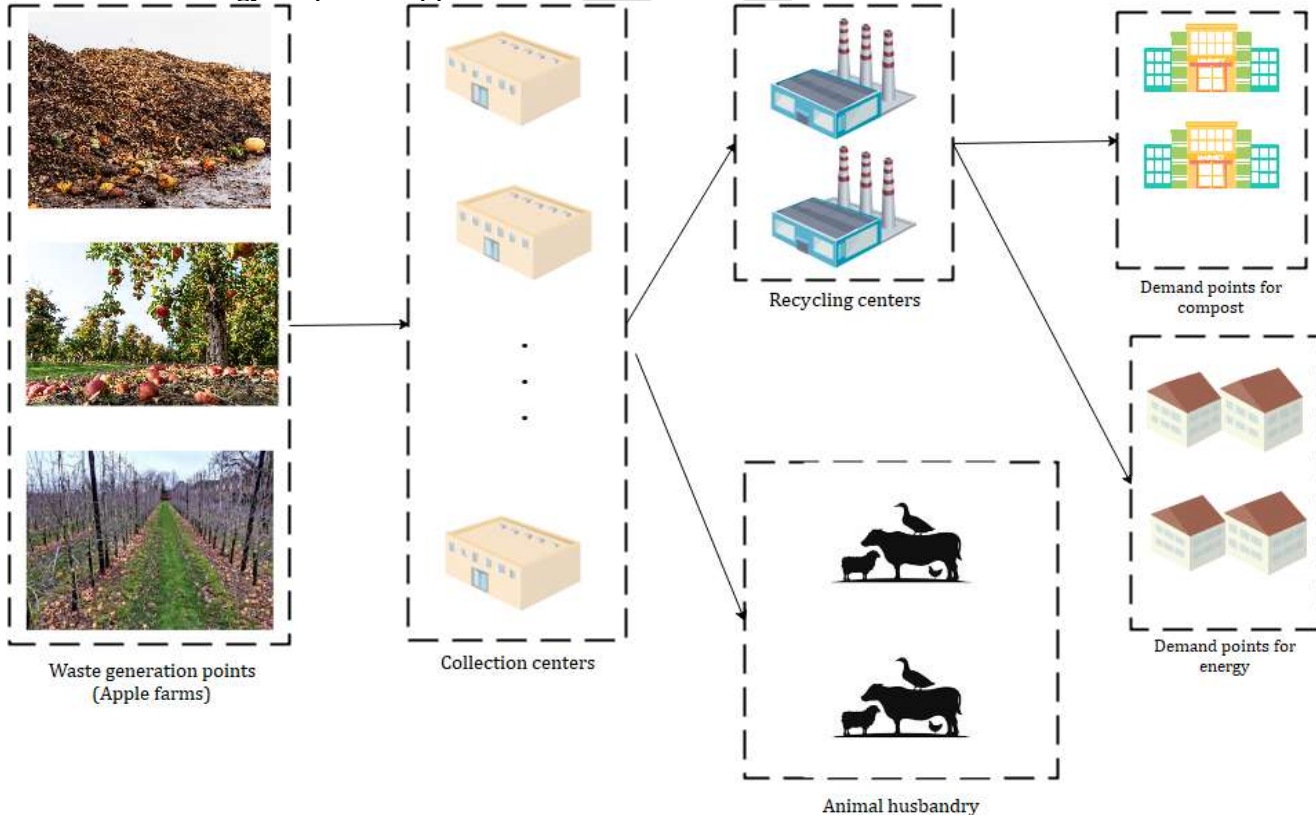 Waste generation points
(Apple farms)
Collection centers
Recycling centers
Animal husbandry
Demand points for
compost
Demand points for
energy